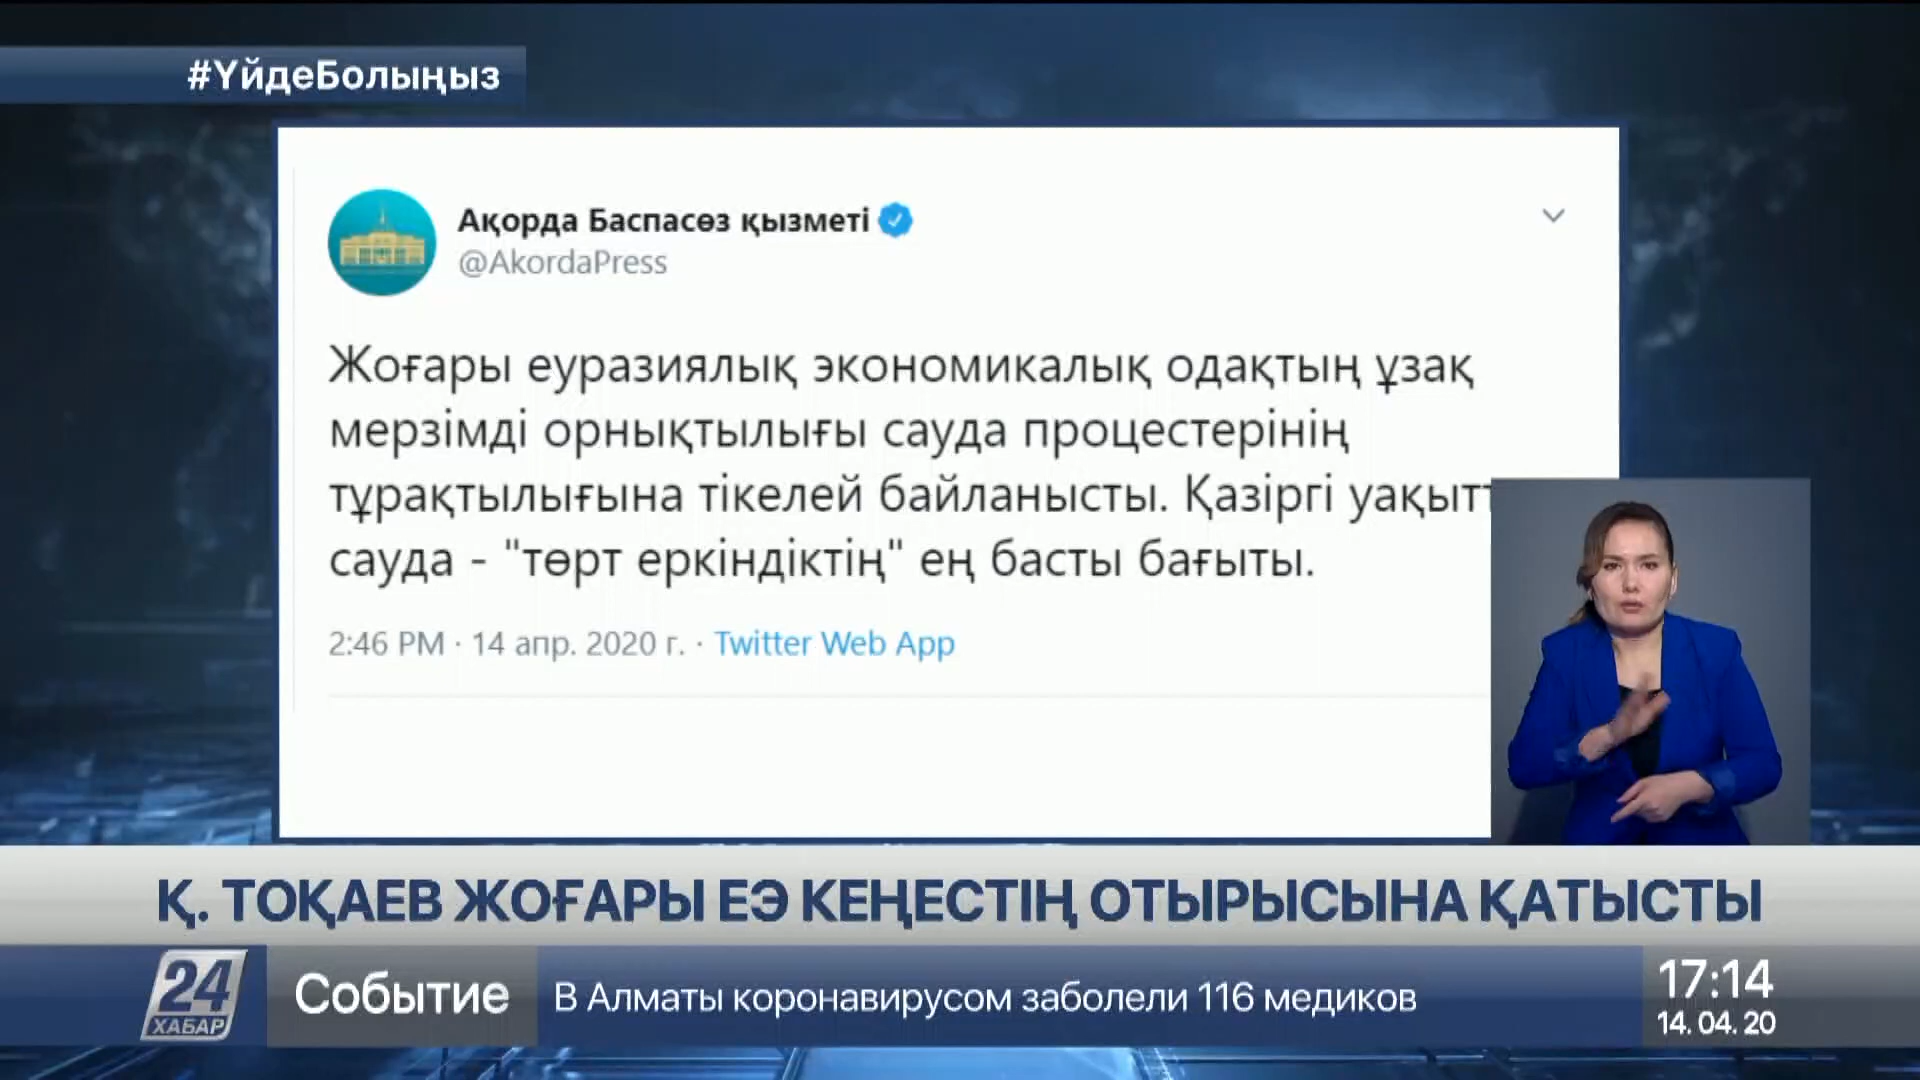 #ҮйдеБолыңыз
Ақорда Баспасөз қызметі
@AkordaPress
Жоғары еуразиялық экономикалық одақтың ұзақ
мерзімді орнықтылығы сауда процестерінің
тұрақтылығына тікелей байланысты. Қазіргі
сауда - "төрт еркіндіктің" ең басты бағыты.
2:46 PM · 14 апр. 2020 г. · Twitter Web App
Қ. ТОҚАЕВ ЖОҒАРЫ ЕЭ КЕҢЕСТІҢ ОТЫРЫСЫНА ҚАТЫСТЫ
24
ХАБАР
Событие
В Алматы коронавирусом заболели 116 медиков
17:14
14. 04. 20